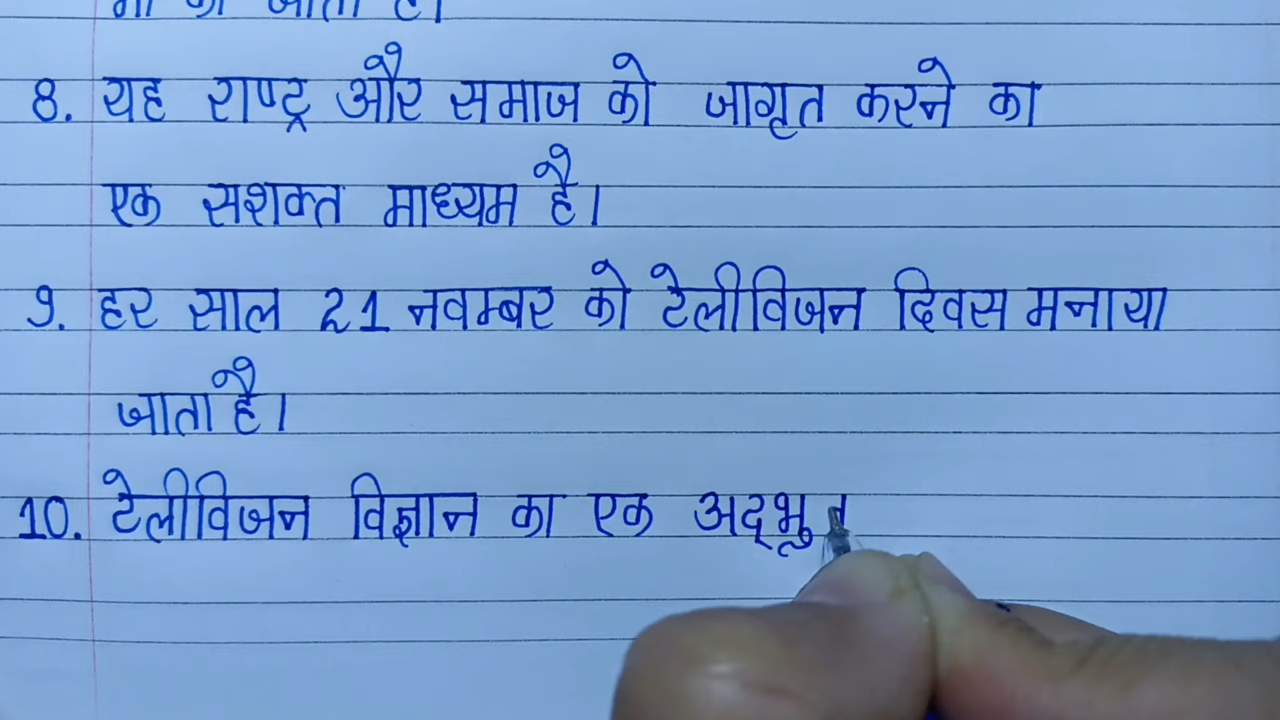 8. यह राष्ट्र और समाज को जागृत करने का
एक सशक्त माध्यम है।
9. हर साल 21 नवम्बर को टेलीविजन दिवस मनाया
जाता है।
10. टेलीविजन विज्ञान का एक